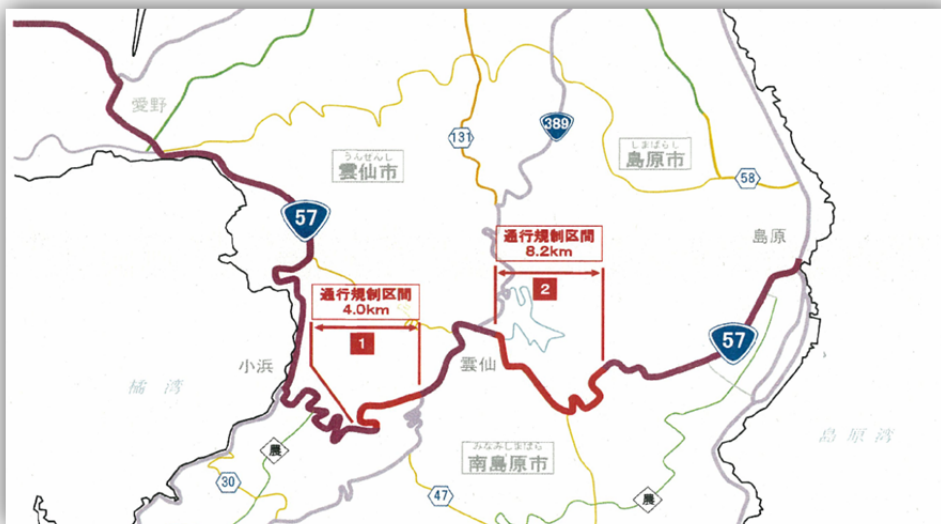 愛野
131
389
うんぜんし
雲仙市
しまばらし
島原市
58
57
通行規制区間
8.2km
島原
2
通行規制区間
4.0km
1
57
小浜
雲仙
橘湾
島原湾
農
みなみしまばら
南島原市
30
47
農